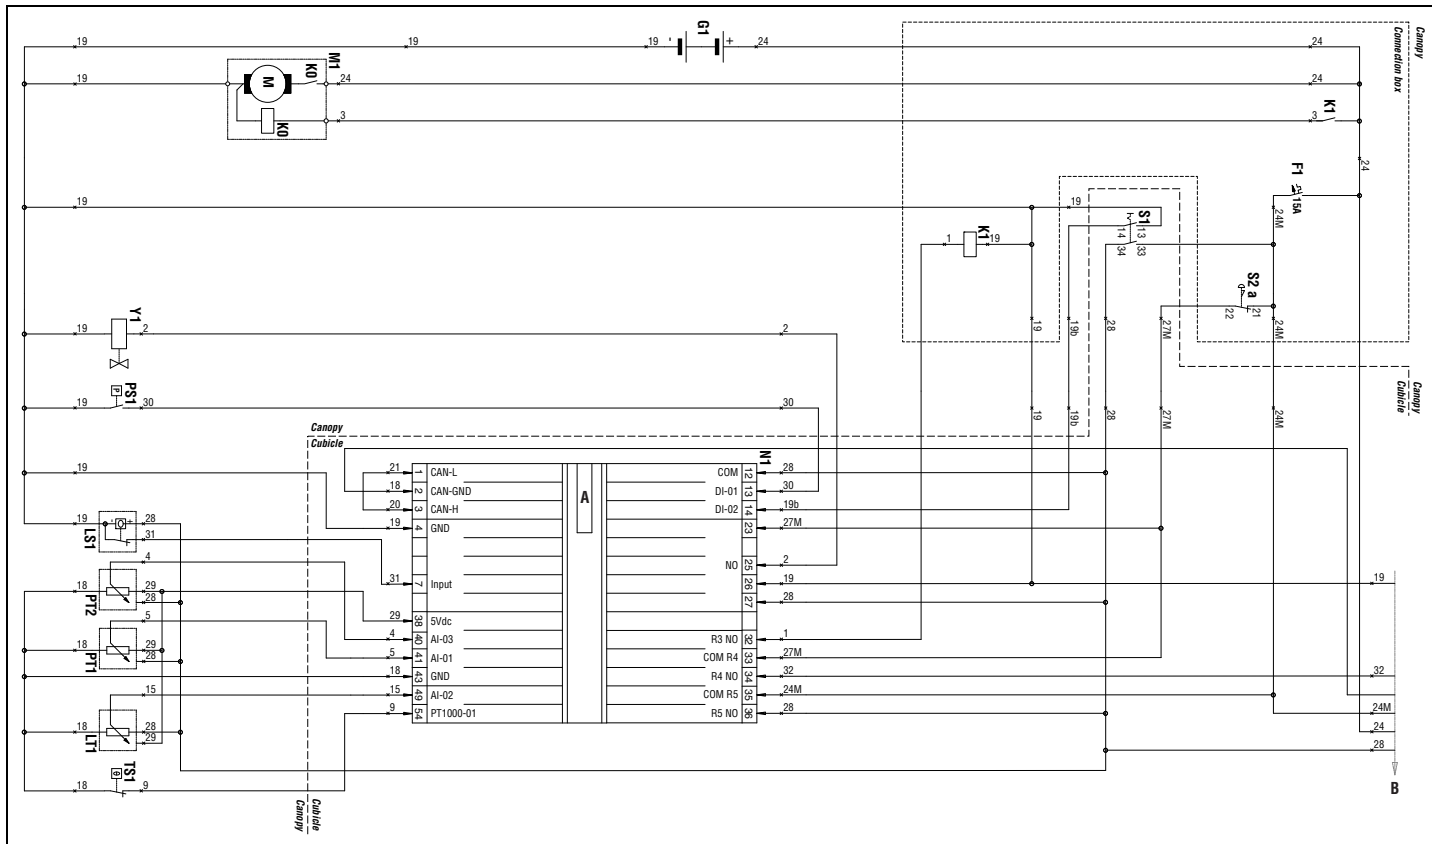 19
19
19
G1
24
24
Canopy
Connection box
M1
K0
M
K0
19
24
24
3
3
K1
24
F1
15A
24M
19
19
S1
13
14
33
34
K1
1
19
S2 a
21
22
Y1
19
2
2
19
19b
28
27M
24M
PS1
P
19
30
30
19
19b
28
27M
24M
Canopy
Cubicle
Canopy
Cubicle
N1
A
19
21
1
CAN-L
18
2
CAN-GND
20
3
CAN-H
19
4
GND
31
7
Input
29
38
5Vdc
4
40
AI-03
5
41
AI-01
18
43
GND
15
49
AI-02
9
54
PT1000-01
COM
12
28
DI-01
13
30
DI-02
14
19b
23
27M
NO
25
2
26
19
27
28
R3 NO
32
1
COM R4
33
27M
R4 NO
34
32
COM R5
35
24M
R5 NO
36
28
19
32
24M
24
28
B
19
28
31
LS1
4
18
29
28
PT2
5
18
29
28
PT1
15
18
28
29
LT1
TS1
θ
18
9
Cubicle
Canopy